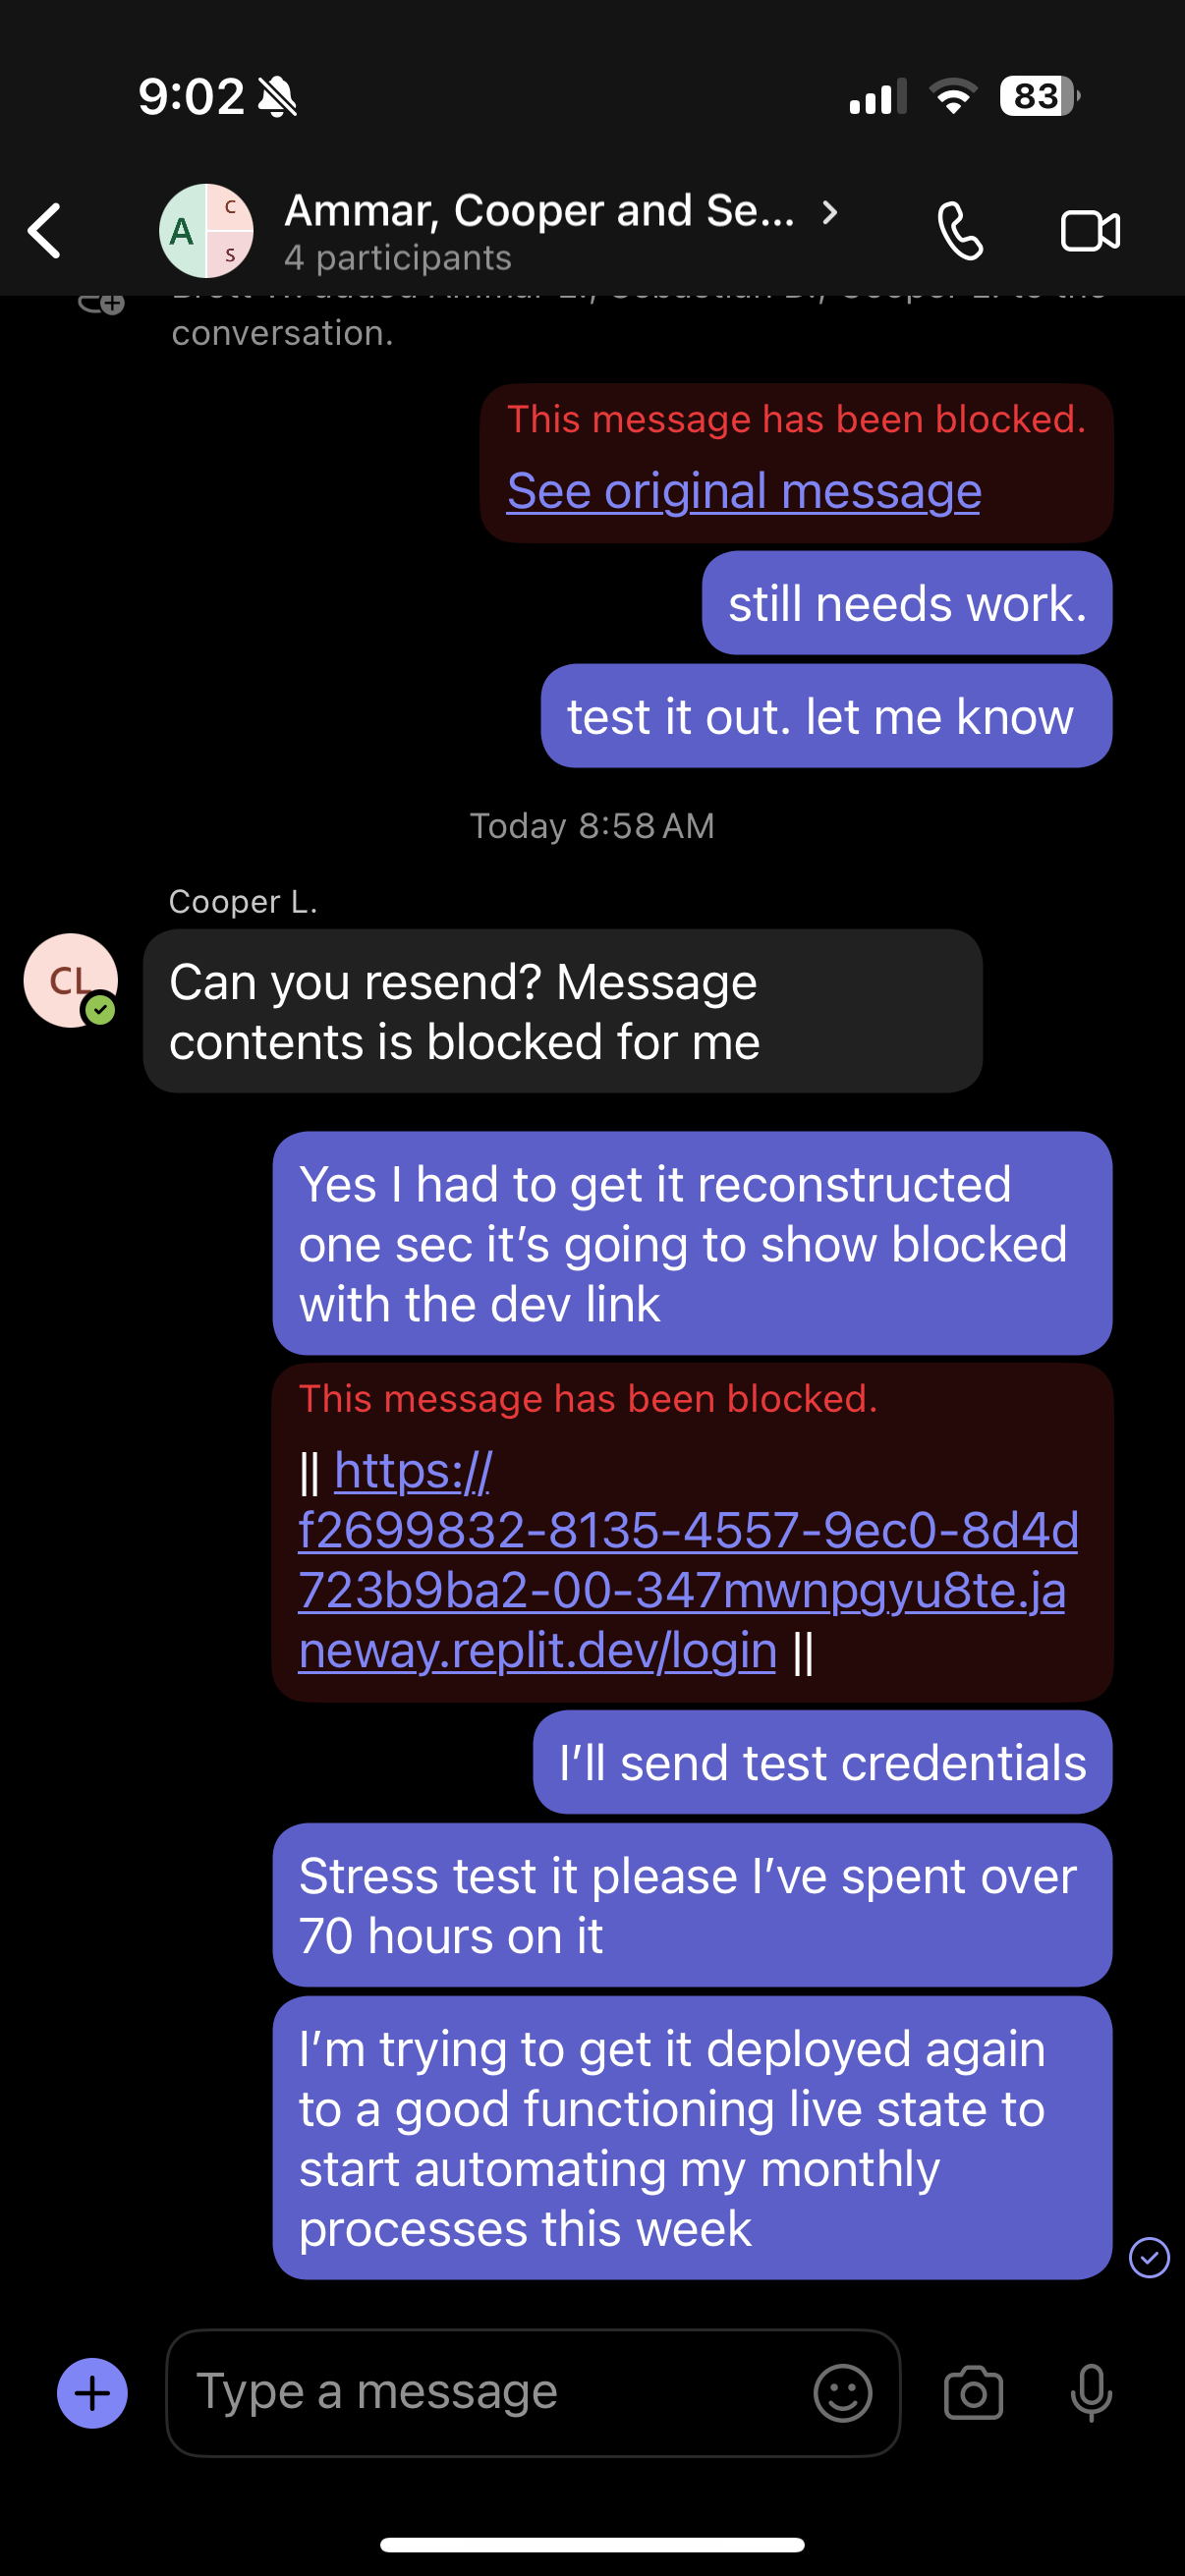 9:02
83
A
C
S
Ammar, Cooper and Se...
4 participants
conversation.
This message has been blocked.
See original message
still needs work.
test it out. let me know
Today 8:58 AM
Cooper L.
CL
Can you resend? Message
contents is blocked for me
Yes I had to get it reconstructed
one sec it’s going to show blocked
with the dev link
This message has been blocked.
|| https://
f2699832-8135-4557-9ec0-8d4d
723b9ba2-00-347mwnpgyu8te.ja
neway.replit.dev/login ||
I’ll send test credentials
Stress test it please I’ve spent over
70 hours on it
I’m trying to get it deployed again
to a good functioning live state to
start automating my monthly
processes this week
Type a message